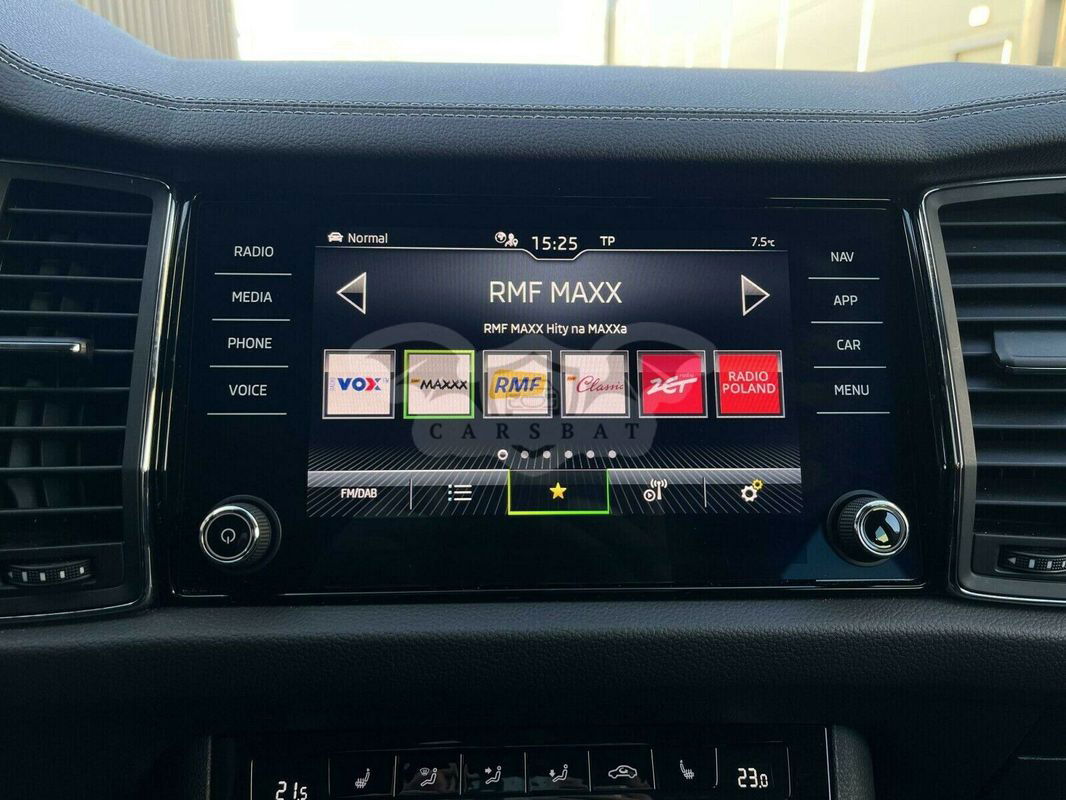 Normal
15:25
TP
7.5°C
RMF MAXX
RMF MAXX Hity na MAXXa
RADIO
MEDIA
PHONE
VOICE
NAV
APP
CAR
MENU
VOX
MAXXX
RMF
Classic
ZET
RADIO
POLAND
CARSBAT
FM/DAB
21.5
23.0